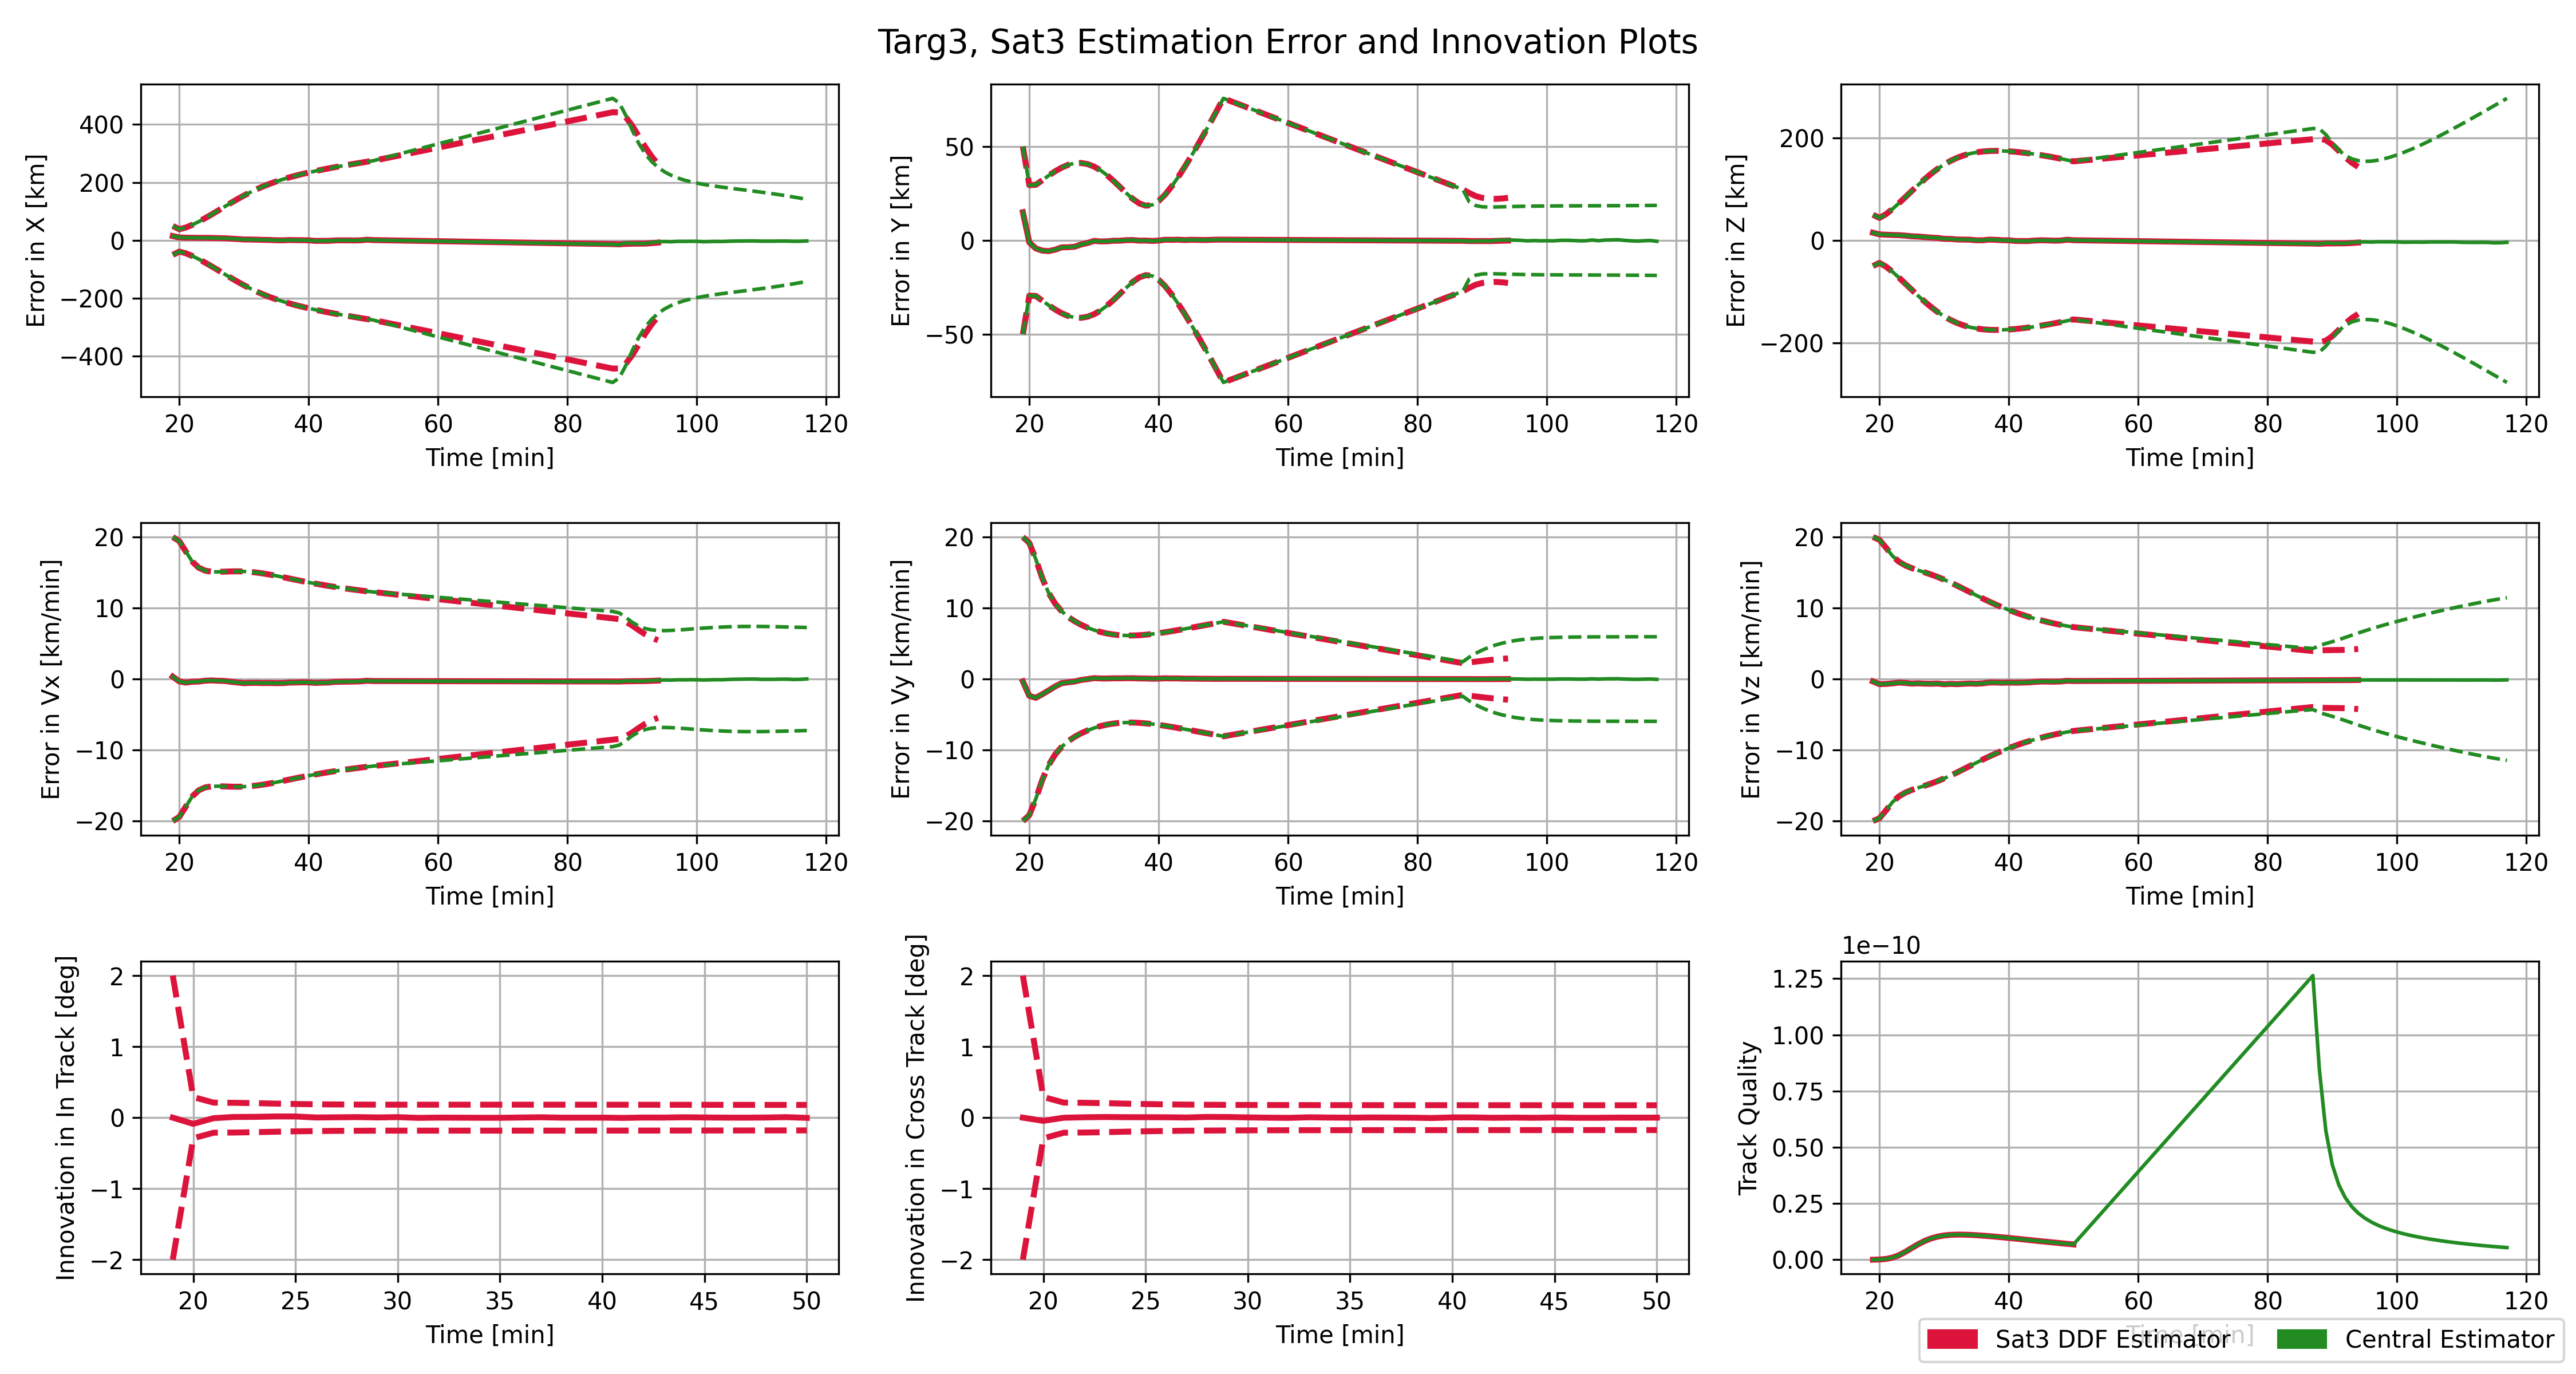 Targ3, Sat3 Estimation Error and Innovation Plots
Error in X [km]
400
200
0
−200
−400
20 40 60 80 100 120
Time [min]
Error in Y [km]
50
0
−50
20 40 60 80 100 120
Time [min]
Error in Z [km]
200
0
−200
20 40 60 80 100 120
Time [min]
Error in Vx [km/min]
20
10
0
−10
−20
20 40 60 80 100 120
Time [min]
Error in Vy [km/min]
20
10
0
−10
−20
20 40 60 80 100 120
Time [min]
Error in Vz [km/min]
20
10
0
−10
−20
20 40 60 80 100 120
Time [min]
Innovation in In Track [deg]
2
1
0
−1
−2
20 25 30 35 40 45 50
Time [min]
Innovation in Cross Track [deg]
2
1
0
−1
−2
20 25 30 35 40 45 50
Time [min]
1e−10
Track Quality
1.25
1.00
0.75
0.50
0.25
0.00
20 40 60 80 100 120
Time [min]
Sat3 DDF Estimator
Central Estimator